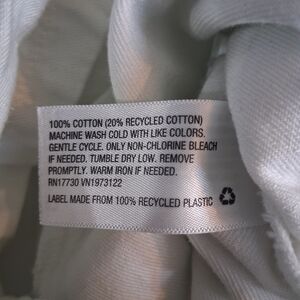 100% COTTON (20% RECYCLED COTTON)
MACHINE WASH COLD WITH LIKE COLORS.
GENTLE CYCLE. ONLY NON-CHLORINE BLEACH
IF NEEDED. TUMBLE DRY LOW. REMOVE
PROMPTLY. WARM IRON IF NEEDED.
RN17730 VN1973122
LABEL MADE FROM 100% RECYCLED PLASTIC